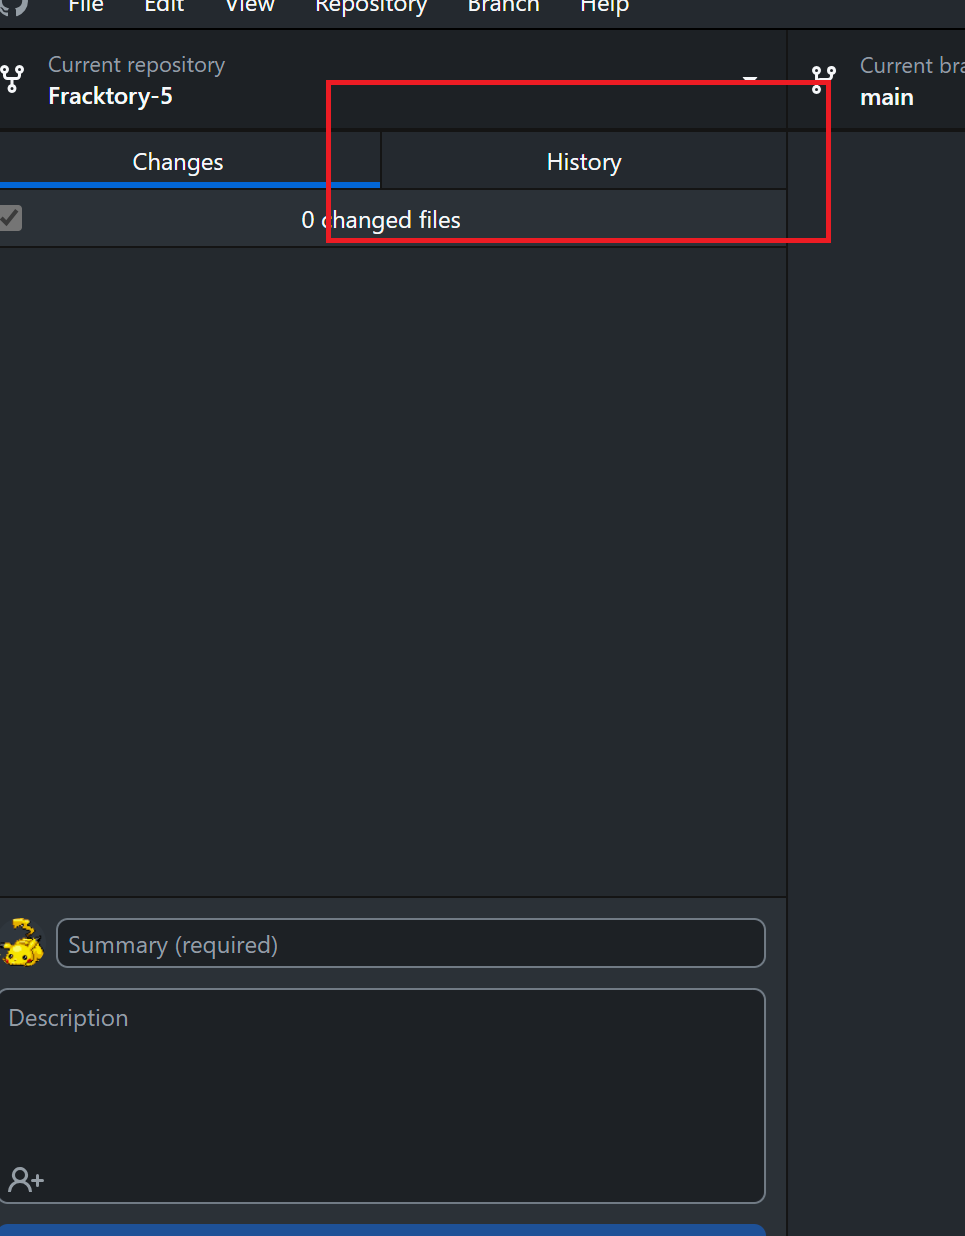 File Edit View Repository Branch Help
Current repository
Fracktory-5
Current bra
main
Changes
History
0 changed files
Summary (required)
Description